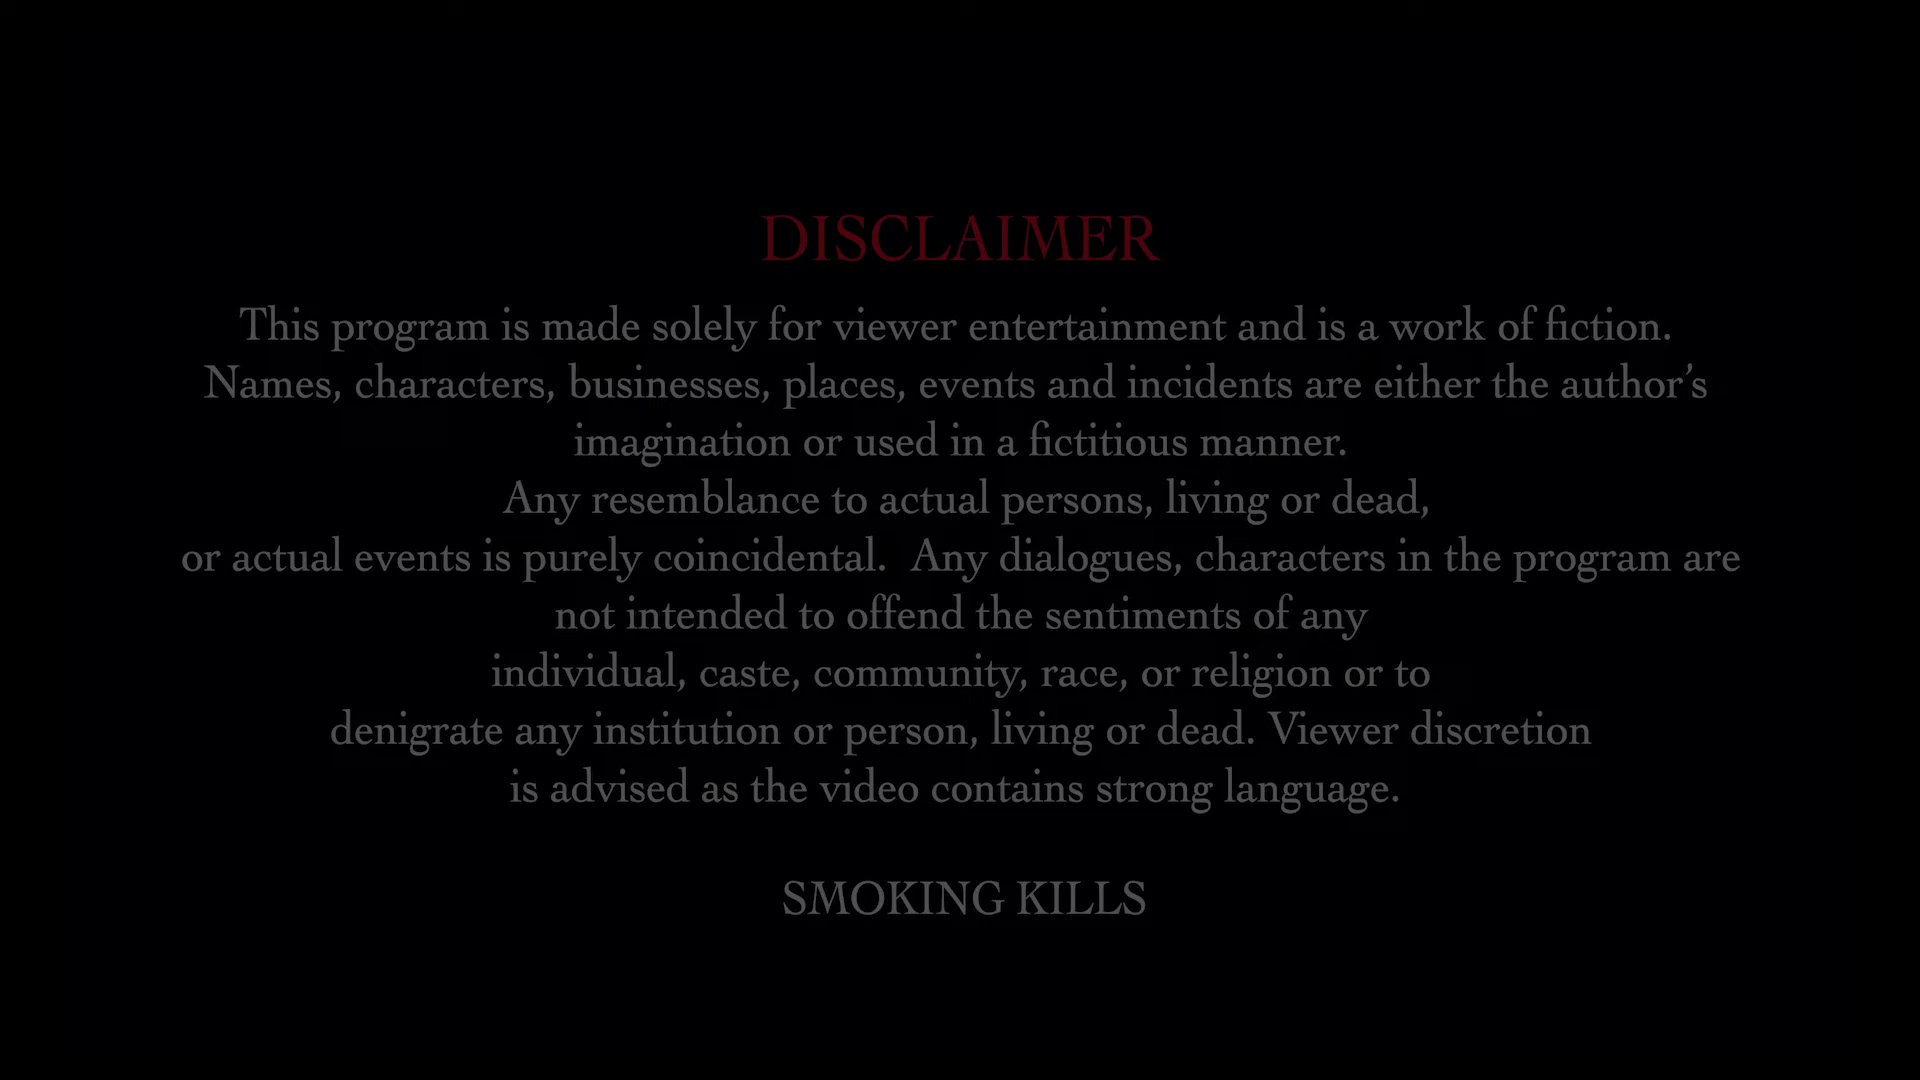 DISCLAIMER
This program is made solely for viewer entertainment and is a work of fiction.
Names, characters, businesses, places, events and incidents are either the author’s
imagination or used in a fictitious manner.
Any resemblance to actual persons, living or dead,
or actual events is purely coincidental.  Any dialogues, characters in the program are
not intended to offend the sentiments of any
individual, caste, community, race, or religion or to
denigrate any institution or person, living or dead. Viewer discretion
is advised as the video contains strong language.
SMOKING KILLS